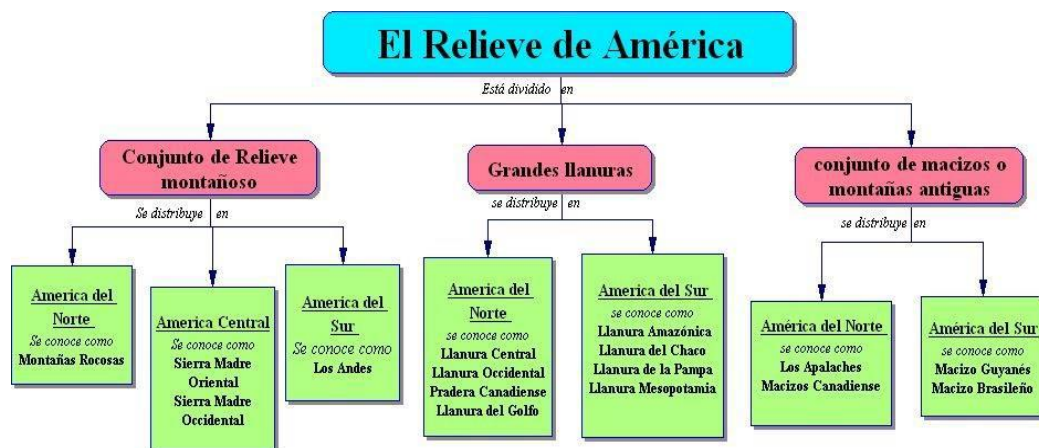 El Relieve de América
Está dividido en
Conjunto de Relieve
montañoso
Grandes llanuras
conjunto de macizos o
montañas antiguas
Se distribuye en
se distribuye en
se distribuye en
America del
Norte
Se conoce como
Montañas Rocosas
America Central
Se conoce como
Sierra Madre
Oriental
Sierra Madre
Occidental
America del
Sur
Se conoce como
Los Andes
America del
Norte
se conoce como
Llanura Central
Llanura Occidental
Pradera Canadiense
Llanura del Golfo
America del Sur
se conoce como
Llanura Amazónica
Llanura del Chaco
Llanura de la Pampa
Llanura Mesopotamia
América del Norte
se conoce como
Los Apalaches
Macizos Canadiense
América del Sur
se conoce como
Macizo Guyanés
Macizo Brasileño